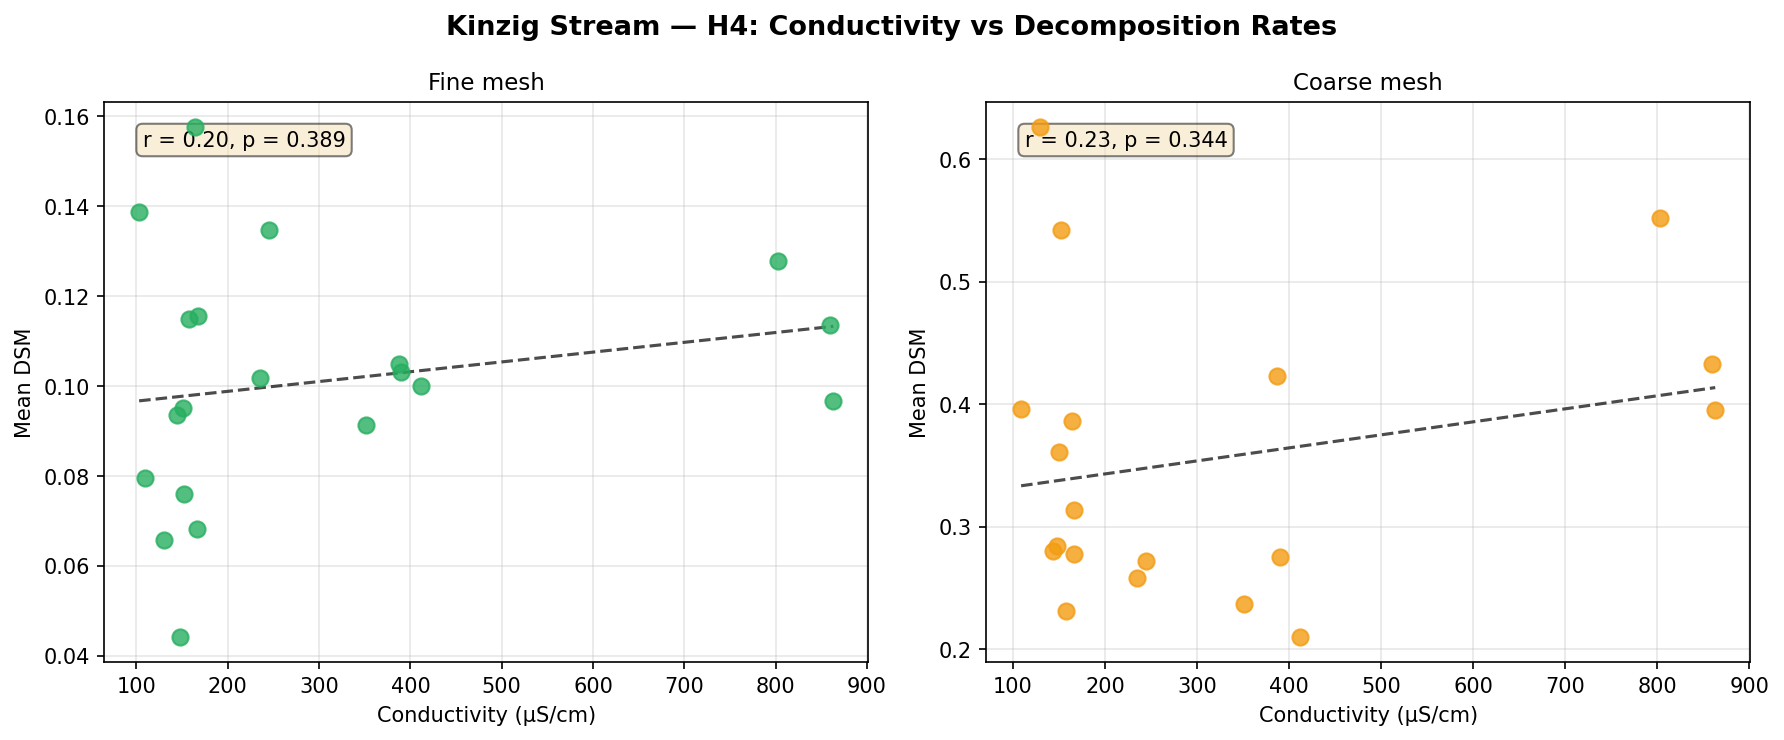 Kinzig Stream — H4: Conductivity vs Decomposition Rates
Fine mesh
r = 0.20, p = 0.389
0.16
0.14
0.12
0.10
0.08
0.06
0.04
Mean DSM
100 200 300 400 500 600 700 800 900
Conductivity (µS/cm)
Coarse mesh
r = 0.23, p = 0.344
0.6
0.5
0.4
0.3
0.2
Mean DSM
100 200 300 400 500 600 700 800 900
Conductivity (µS/cm)